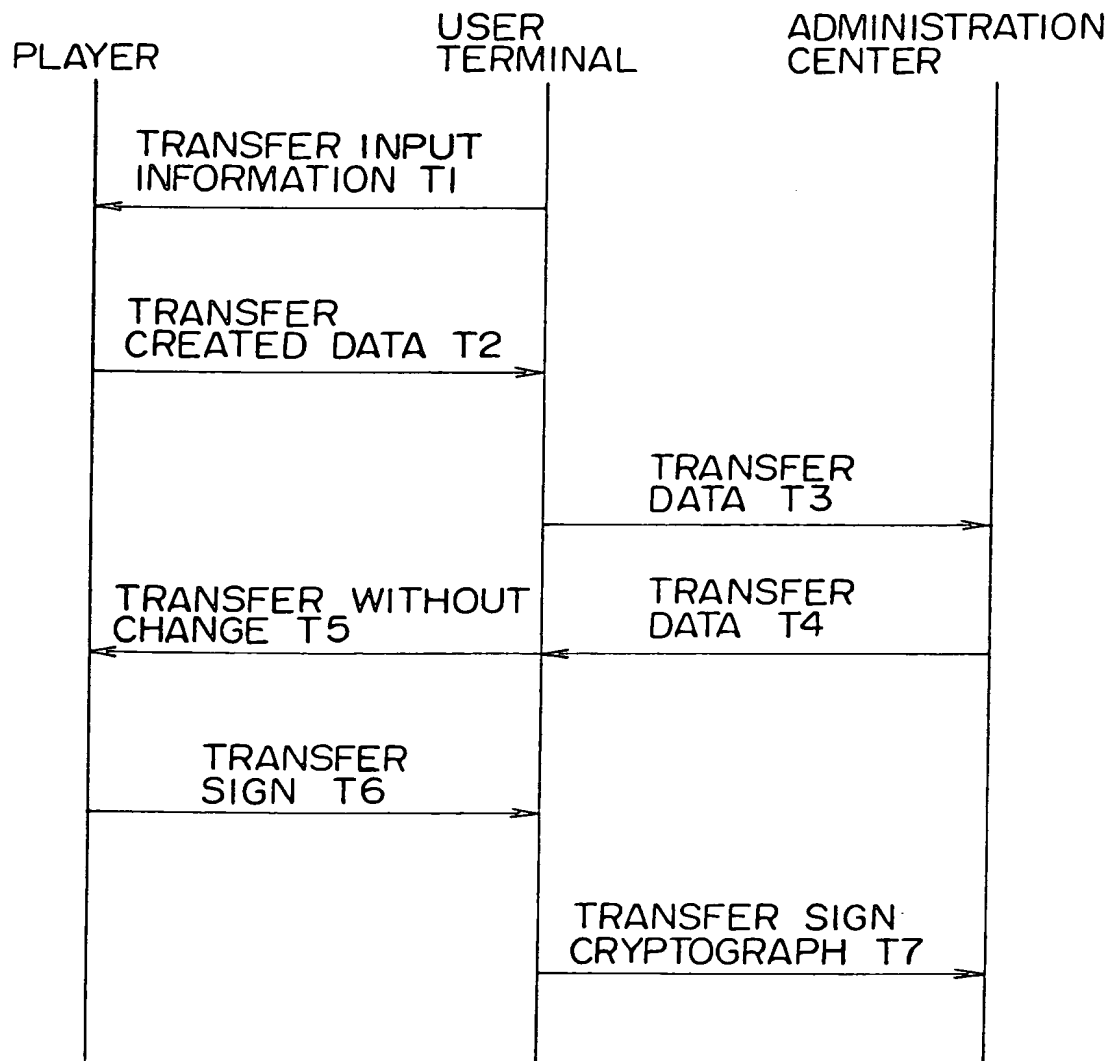 PLAYER
USER
TERMINAL
ADMINISTRATION
CENTER
TRANSFER INPUT
INFORMATION T1
TRANSFER
CREATED DATA T2
TRANSFER
DATA T3
TRANSFER WITHOUT
CHANGE T5
TRANSFER
DATA T4
TRANSFER
SIGN T6
TRANSFER SIGN
CRYPTOGRAPH T7